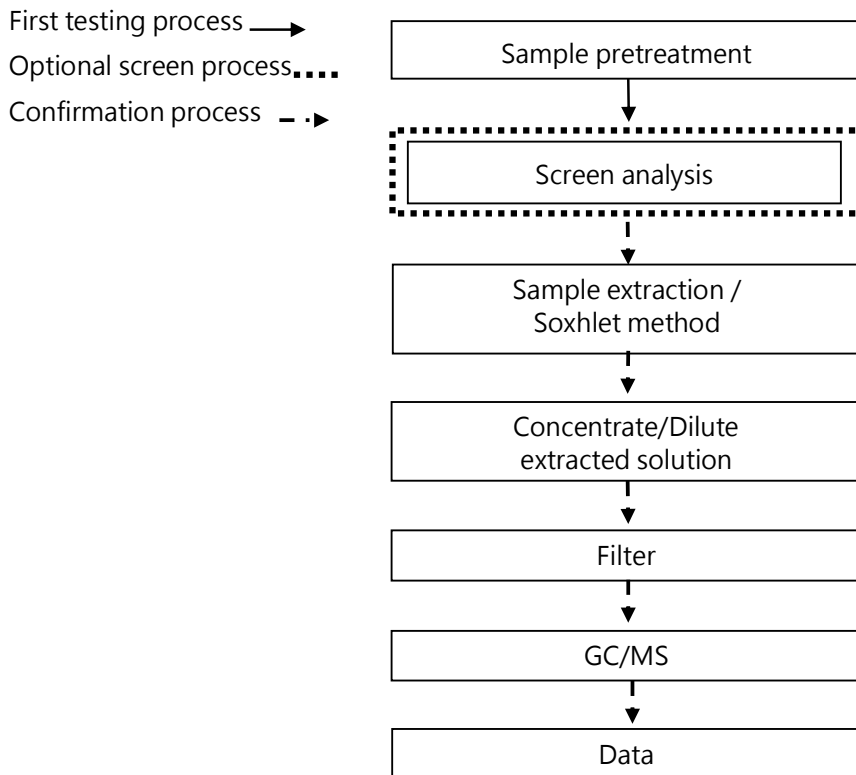 First testing process
Optional screen process
Confirmation process
Sample pretreatment
Screen analysis
Sample extraction /
Soxhlet method
Concentrate/Dilute
extracted solution
Filter
GC/MS
Data